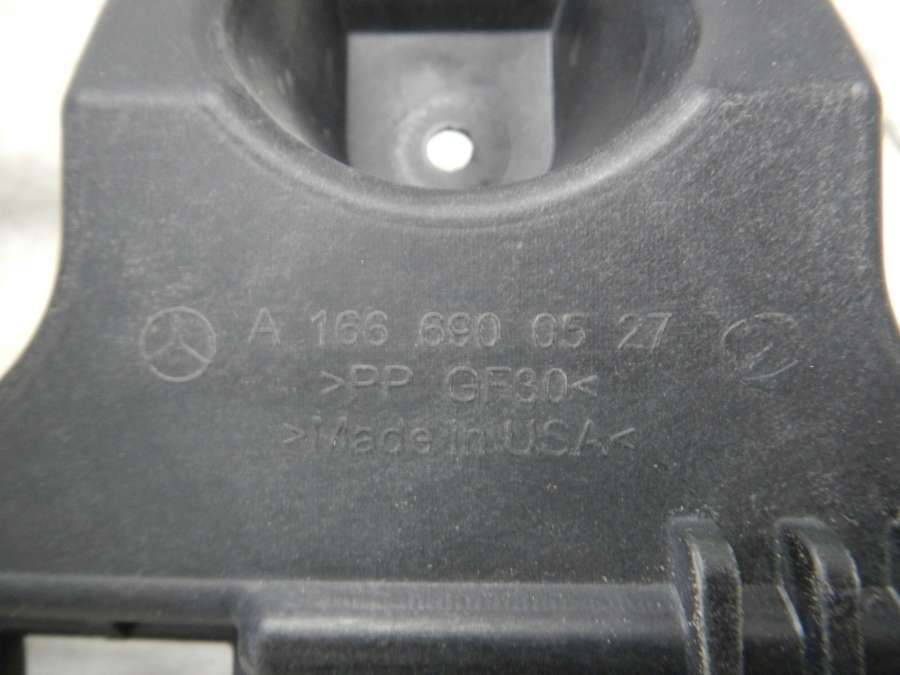 A 166 690 05 27
>PP GF30<
>Made in USA<